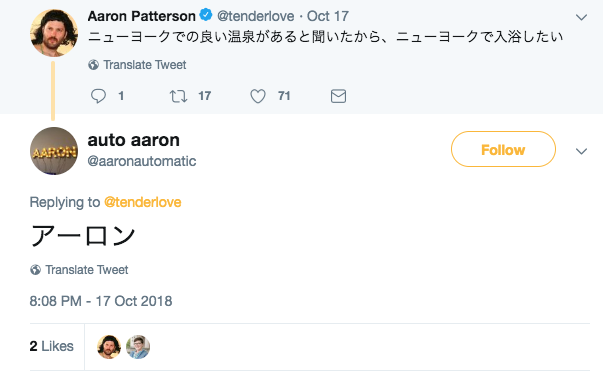 Aaron Patterson @tenderlove · Oct 17
ニューヨークでの良い温泉があると聞いたから、ニューヨークで入浴したい
Translate Tweet
1 17 71
AARON
auto aaron
@aaronautomatic
Follow
Replying to @tenderlove
アーロン
Translate Tweet
8:08 PM - 17 Oct 2018
2 Likes